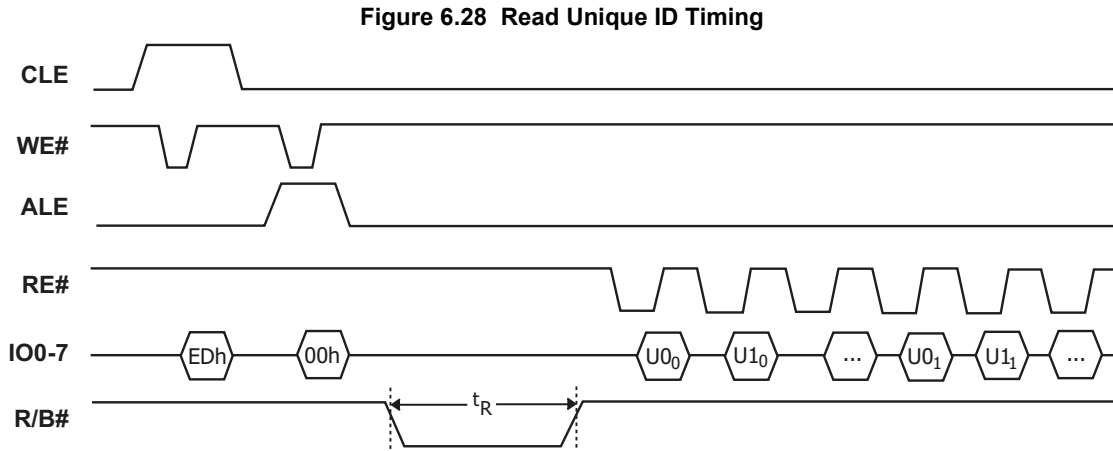 Figure 6.28 Read Unique ID Timing
CLE
WE#
ALE
RE#
IO0-7 EDh 00h U0₀ U1₀ ... U0₁ U1₁ ...
R/B# tR